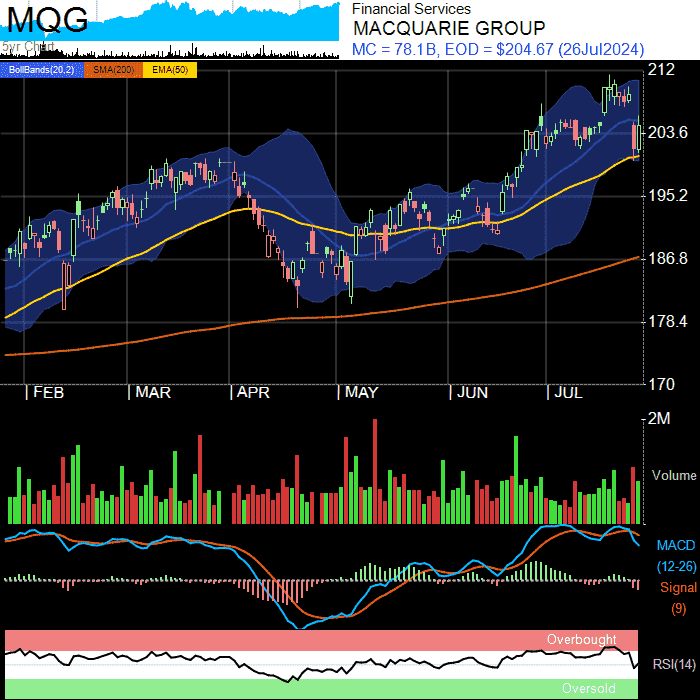 MQG
5yr Chart
Financial Services
MACQUARIE GROUP
MC = 78.1B, EOD = $204.67 (26Jul2024)
BollBands(20,2) SMA(200) EMA(50)
212
203.6
195.2
186.8
178.4
170
FEB MAR APR MAY JUN JUL
2M
Volume
MACD
(12-26)
Signal
(9)
Overbought
RSI(14)
Oversold